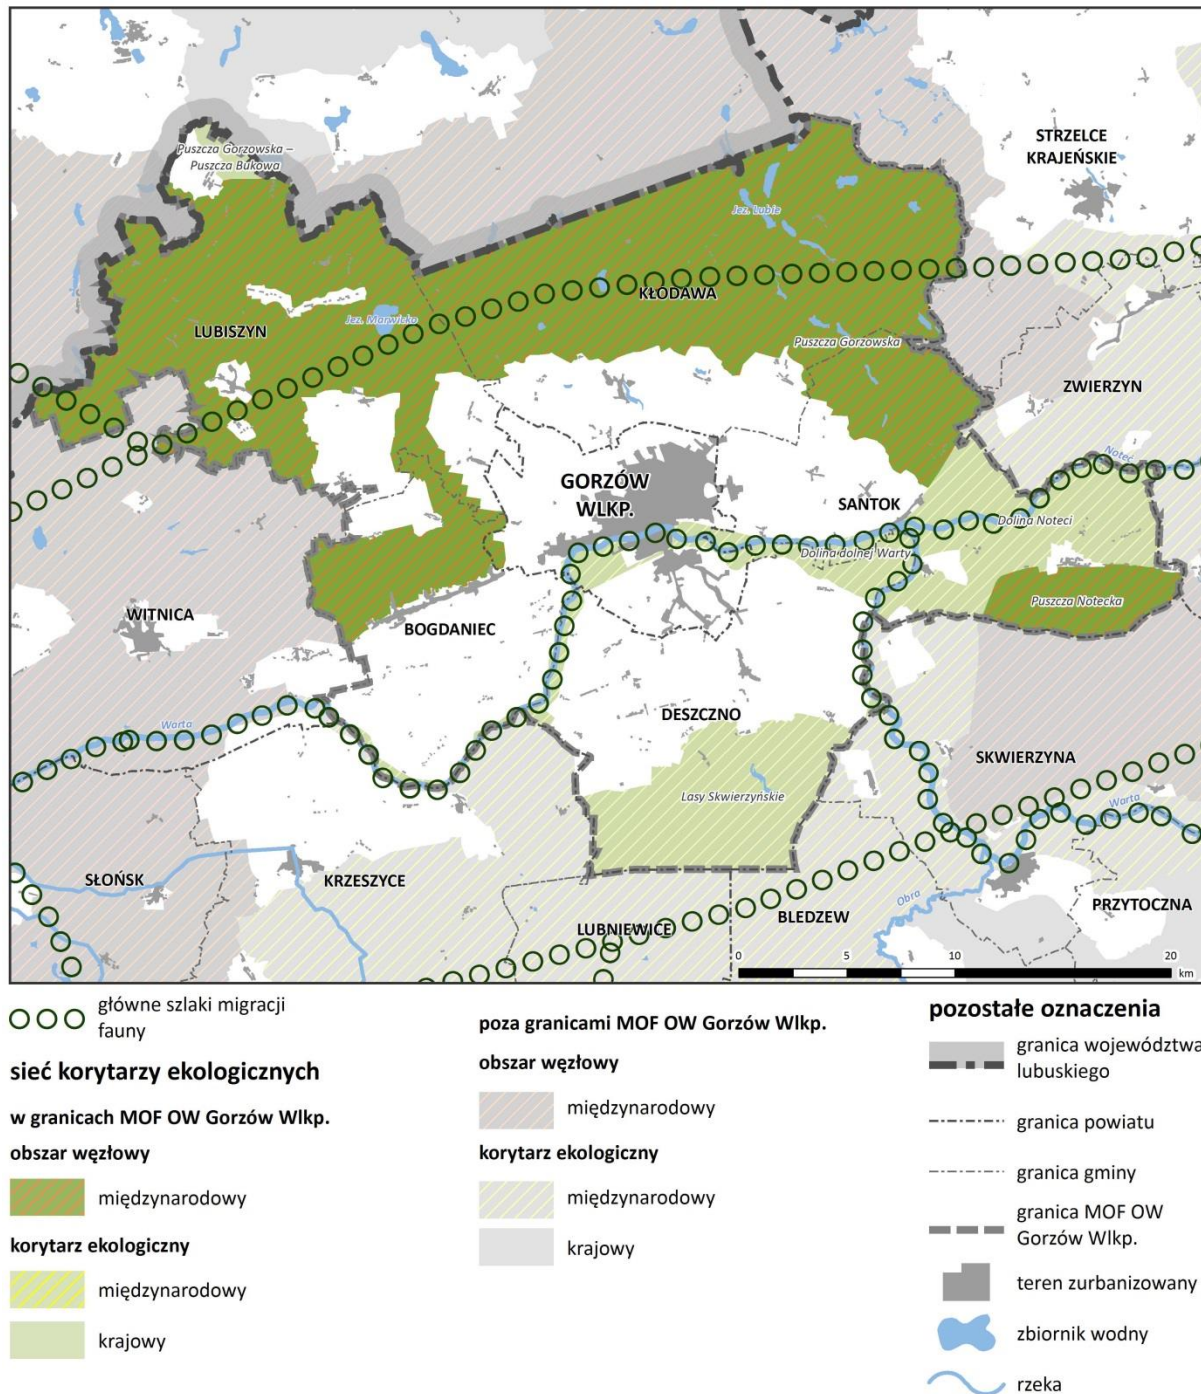 Puszcza Gorzowska –
Puszcza Bukowa
STRZELCE
KRAJEŃSKIE
Jez. Lubie
KŁODAWA
LUBISZYN
Jez. Marwicko
Puszcza Gorzowska
ZWIERZYN
Noteć
GORZÓW
WLKP.
SANTOK
Dolina Noteci
Dolina dolnej Warty
Puszcza Notecka
WITNICA
BOGDANIEC
DESZCZNO
Warta
SKWIERZYNA
Lasy Skwierzyńskie
Warta
SŁOŃSK
KRZESZYCE
Obra
PRZYTOCZNA
LUBNIEWICE
BLEDZEW
0 5 10 20
km
główne szlaki migracji
fauny
sieć korytarzy ekologicznych
w granicach MOF OW Gorzów Wlkp.
obszar węzłowy
międzynarodowy
korytarz ekologiczny
międzynarodowy
krajowy
poza granicami MOF OW Gorzów Wlkp.
obszar węzłowy
międzynarodowy
korytarz ekologiczny
międzynarodowy
krajowy
pozostałe oznaczenia
granica województwa
lubuskiego
granica powiatu
granica gminy
granica MOF OW
Gorzów Wlkp.
teren zurbanizowany
zbiornik wodny
rzeka